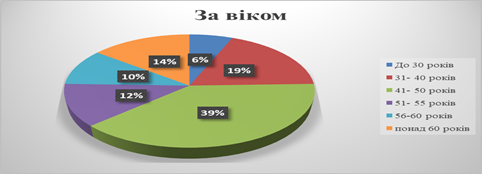 За віком
6%
19%
39%
12%
10%
14%
До 30 років
31- 40 років
41- 50 років
51- 55 років
56-60 років
понад 60 років